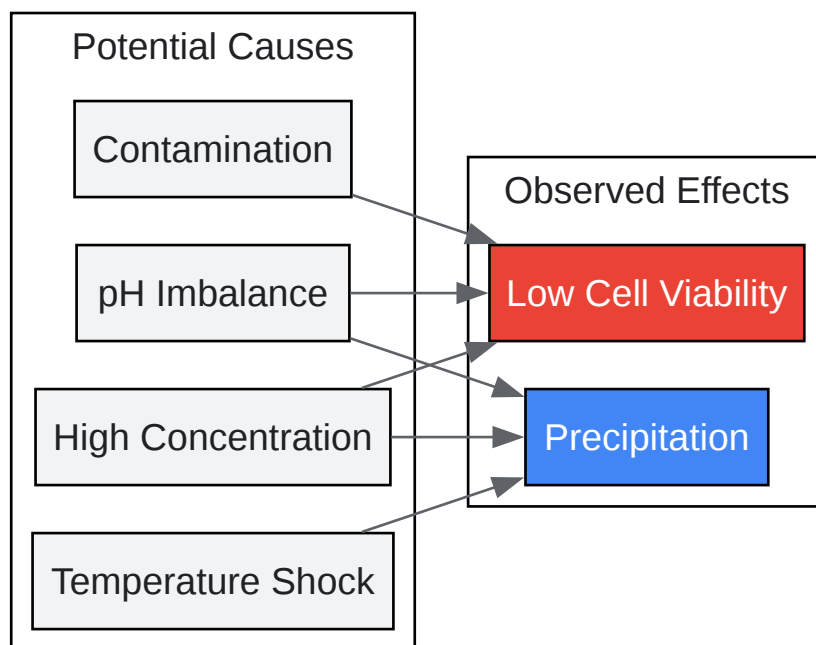 Potential Causes
Contamination
pH Imbalance
High Concentration
Temperature Shock
Observed Effects
Low Cell Viability
Precipitation